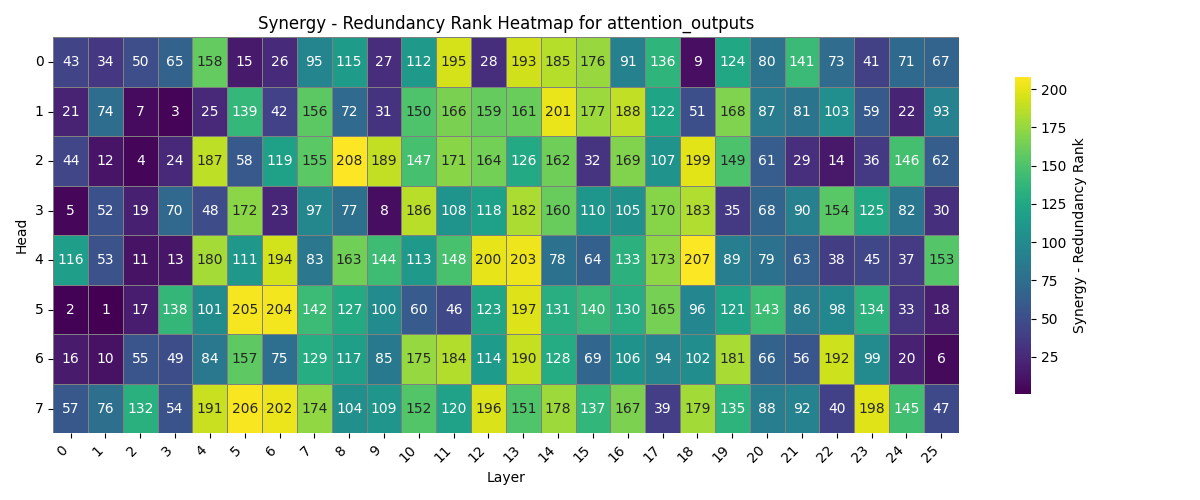 Synergy - Redundancy Rank Heatmap for attention_outputs
0 43 34 50 65 158 15 26 95 115 27 112 195 28 193 185 176 91 136 9 124 80 141 73 41 71 67
1 21 74 7 3 25 139 42 156 72 31 150 166 159 161 201 177 188 122 51 168 87 81 103 59 22 93
2 44 12 4 24 187 58 119 155 208 189 147 171 164 126 162 32 169 107 199 149 61 29 14 36 146 62
3 5 52 19 70 48 172 23 97 77 8 186 108 118 182 160 110 105 170 183 35 68 90 154 125 82 30
4 116 53 11 13 180 111 194 83 163 144 113 148 200 203 78 64 133 173 207 89 79 63 38 45 37 153
5 2 1 17 138 101 205 204 142 127 100 60 46 123 197 131 140 130 165 96 121 143 86 98 134 33 18
6 16 10 55 49 84 157 75 129 117 85 175 184 114 190 128 69 106 94 102 181 66 56 192 99 20 6
7 57 76 132 54 191 206 202 174 104 109 152 120 196 151 178 137 167 39 179 135 88 92 40 198 145 47
0 1 2 3 4 5 6 7 8 9 10 11 12 13 14 15 16 17 18 19 20 21 22 23 24 25
Layer
Head
200
175
150
125
100
75
50
25
Synergy - Redundancy Rank